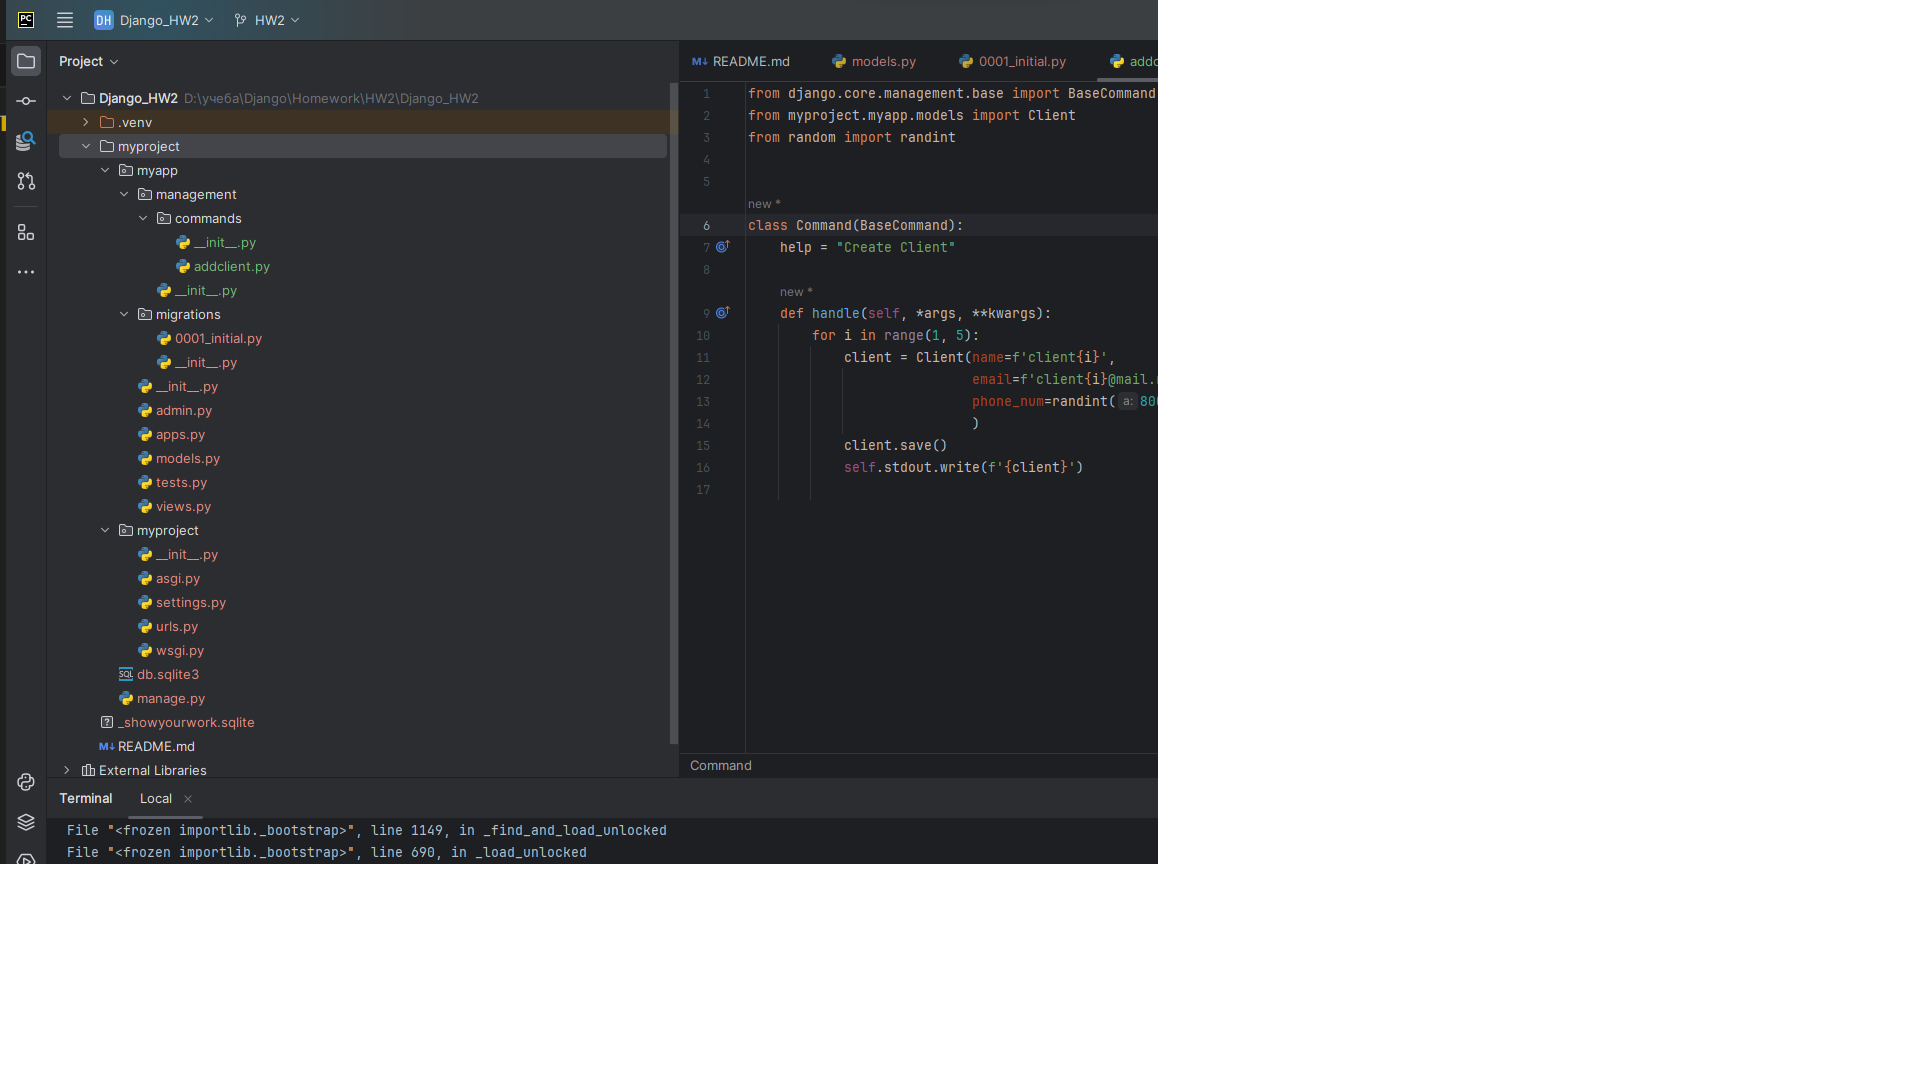 PC
DH Django_HW2
HW2
Project
Django_HW2 D:\учеба\Django\Homework\HW2\Django_HW2
.venv
myproject
myapp
management
commands
__init__.py
addclient.py
__init__.py
migrations
0001_initial.py
__init__.py
__init__.py
admin.py
apps.py
models.py
tests.py
views.py
myproject
__init__.py
asgi.py
settings.py
urls.py
wsgi.py
SQL db.sqlite3
manage.py
? _showyourwork.sqlite
M↓ README.md
External Libraries
M↓ README.md
models.py
0001_initial.py
addc
1 from django.core.management.base import BaseCommand
2 from myproject.myapp.models import Client
3 from random import randint
4
5
new *
6 class Command(BaseCommand):
7 help = "Create Client"
8
new *
9 def handle(self, *args, **kwargs):
10 for i in range(1, 5):
11 client = Client(name=f'client{i}',
12 email=f'client{i}@mail.
13 phone_num=randint( a: 800
14 )
15 client.save()
16 self.stdout.write(f'{client}')
17
Command
Terminal
Local ×
File "<frozen importlib._bootstrap>", line 1149, in _find_and_load_unlocked
File "<frozen importlib._bootstrap>", line 690, in _load_unlocked